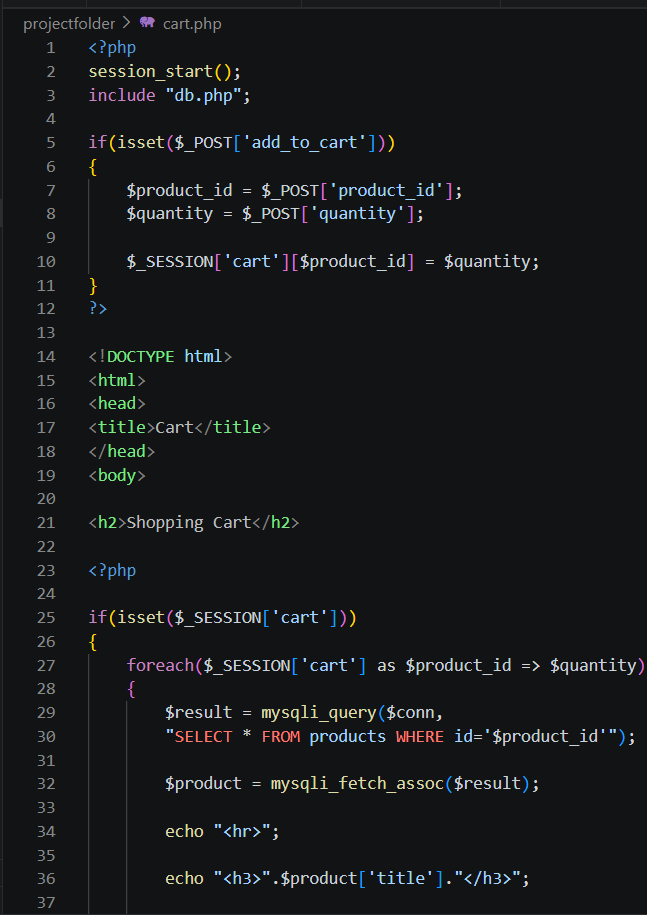 projectfolder > cart.php
1 <?php
2 session_start();
3 include "db.php";
4
5 if(isset($_POST['add_to_cart']))
6 {
7 $product_id = $_POST['product_id'];
8 $quantity = $_POST['quantity'];
9
10 $_SESSION['cart'][$product_id] = $quantity;
11 }
12 ?>
13
14 <!DOCTYPE html>
15 <html>
16 <head>
17 <title>Cart</title>
18 </head>
19 <body>
20
21 <h2>Shopping Cart</h2>
22
23 <?php
24
25 if(isset($_SESSION['cart']))
26 {
27 foreach($_SESSION['cart'] as $product_id => $quantity)
28 {
29 $result = mysqli_query($conn,
30 "SELECT * FROM products WHERE id='$product_id'");
31
32 $product = mysqli_fetch_assoc($result);
33
34 echo "<hr>";
35
36 echo "<h3>".$product['title']."</h3>";
37